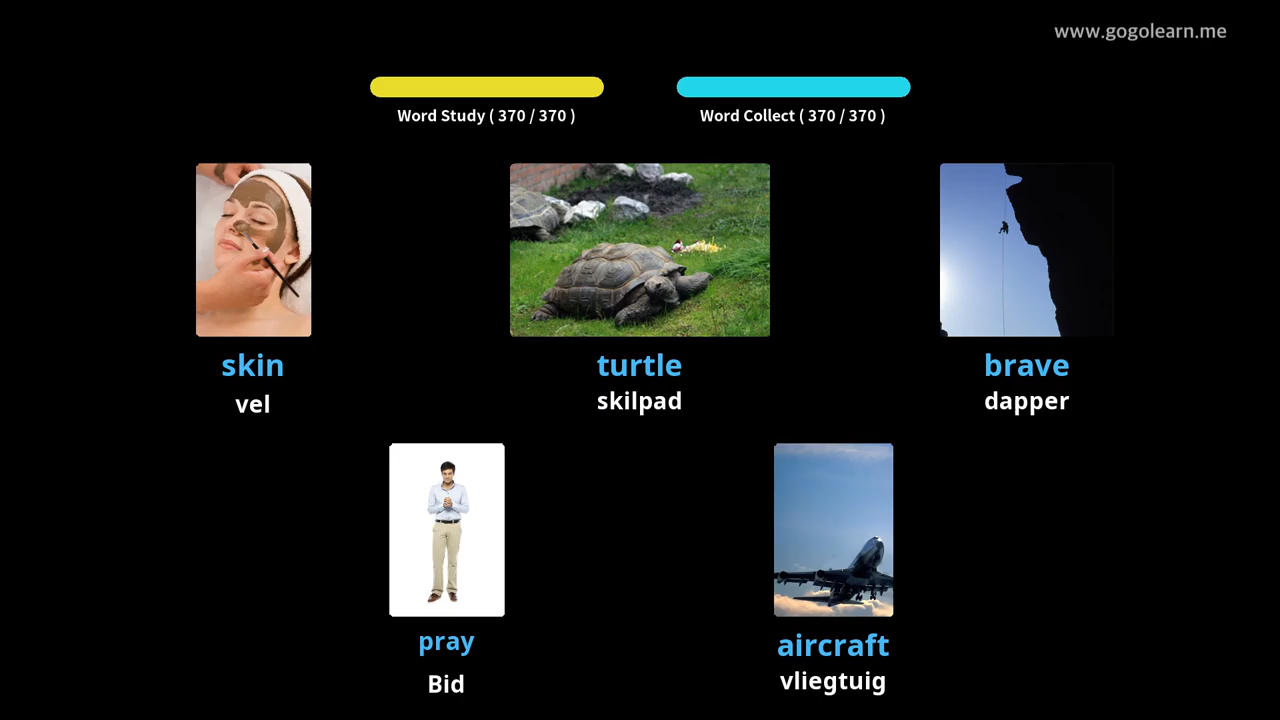 www.gogolearn.me
Word Study ( 370 / 370 )
Word Collect ( 370 / 370 )
skin
vel
turtle
skilpad
brave
dapper
pray
Bid
aircraft
vliegtuig